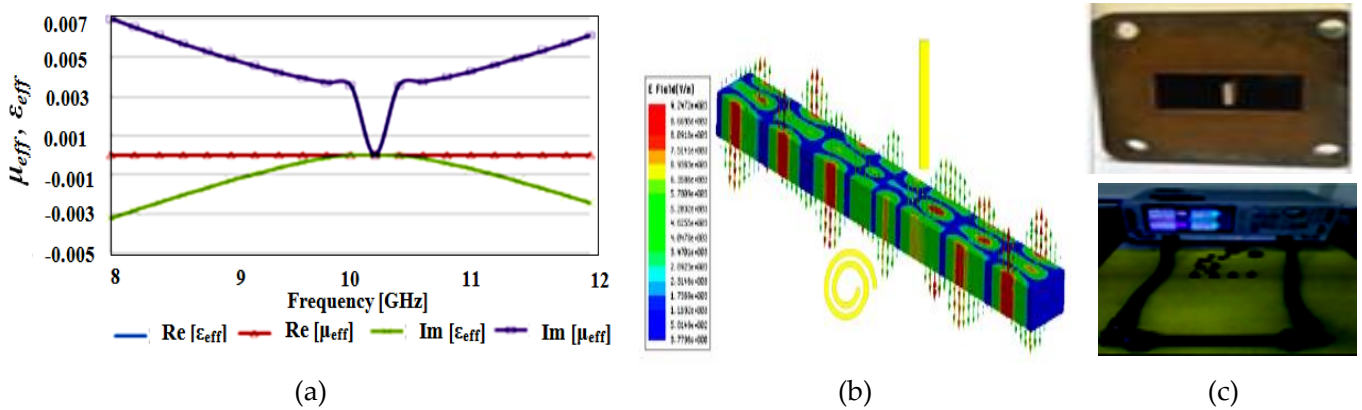 0.007
0.005
0.003
0.001
-0.001
-0.003
-0.005
μeff, εeff
8 9 10 11 12
Frequency [GHz]
Re [εeff] Re [μeff] Im [εeff] Im [μeff]
E Field[V/m]
(a) (b) (c)